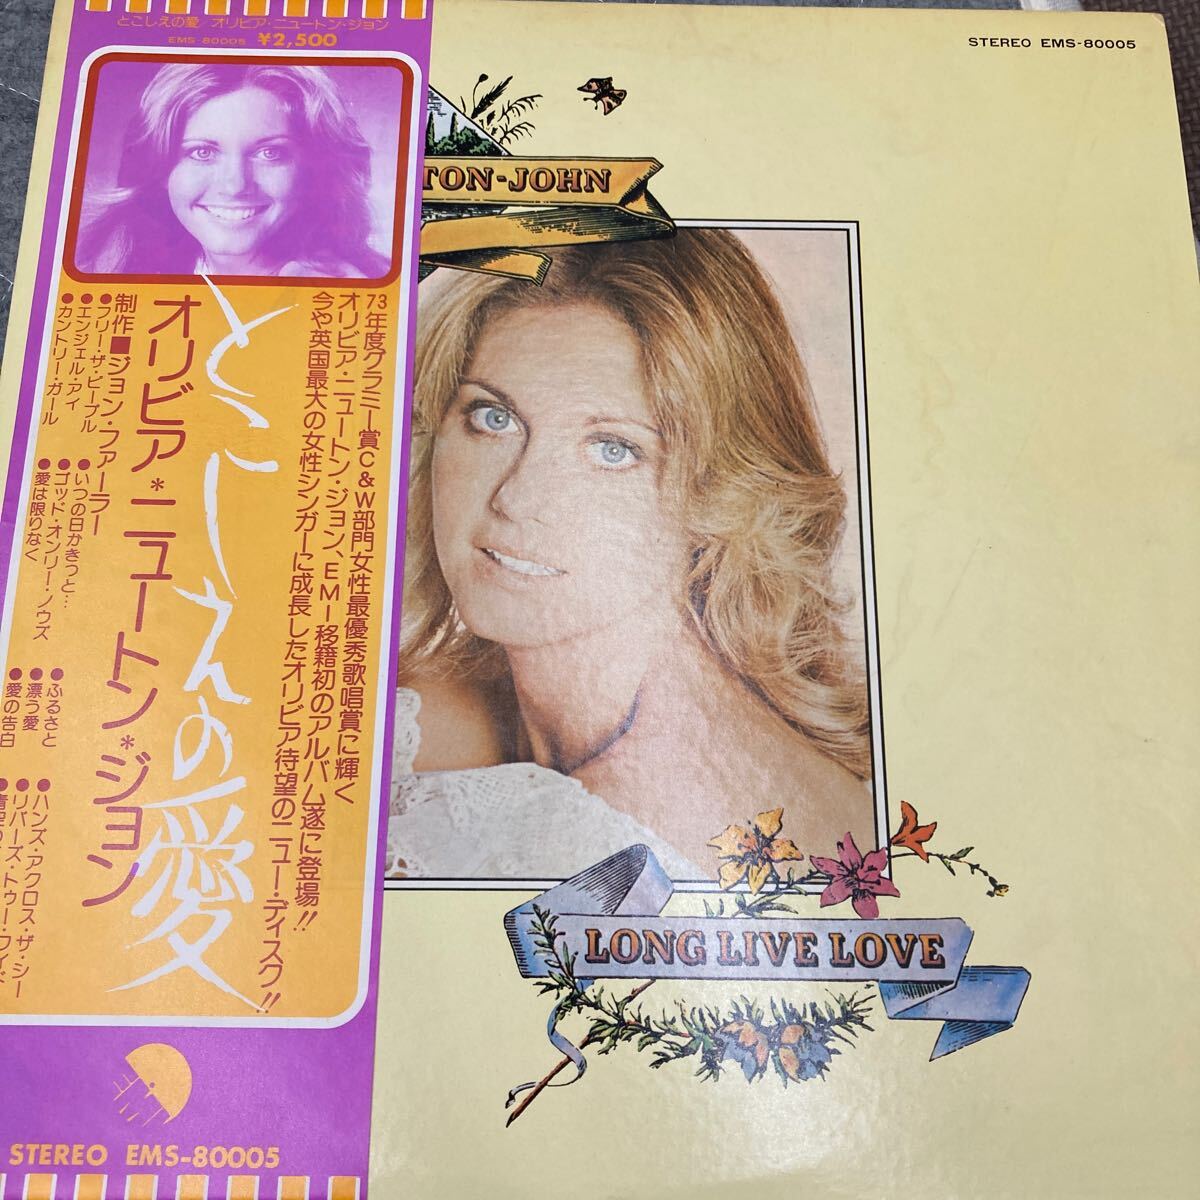 とこしえの愛/オリビア・ニュートン・ジョン
EMS-80005 ¥2,500
STEREO EMS-80005
TON-JOHN
73年度グラミー賞C&W部門女性最優秀歌唱賞に輝く
オリビア・ニュートン・ジョン、EMI移籍初のアルバム遂に登場!!
今や英国最大の女性シンガーに成長したオリビア待望のニュー・ディスク!!
とこしえの愛
オリビア*ニュートン*ジョン
制作■ジョン・ファーラー
●フリー・ザ・ピープル
●エンジェル・アイ
●カントリー・ガール
●いつの日かきっと…
●ゴッド・オンリー・ノウズ
●愛は限りなく
●ふるさと
●漂う愛
●愛の告白
●ハンズ・アクロス・ザ・シー
●リバーズ・トゥー・ワイド
LONG LIVE LOVE
STEREO EMS-80005